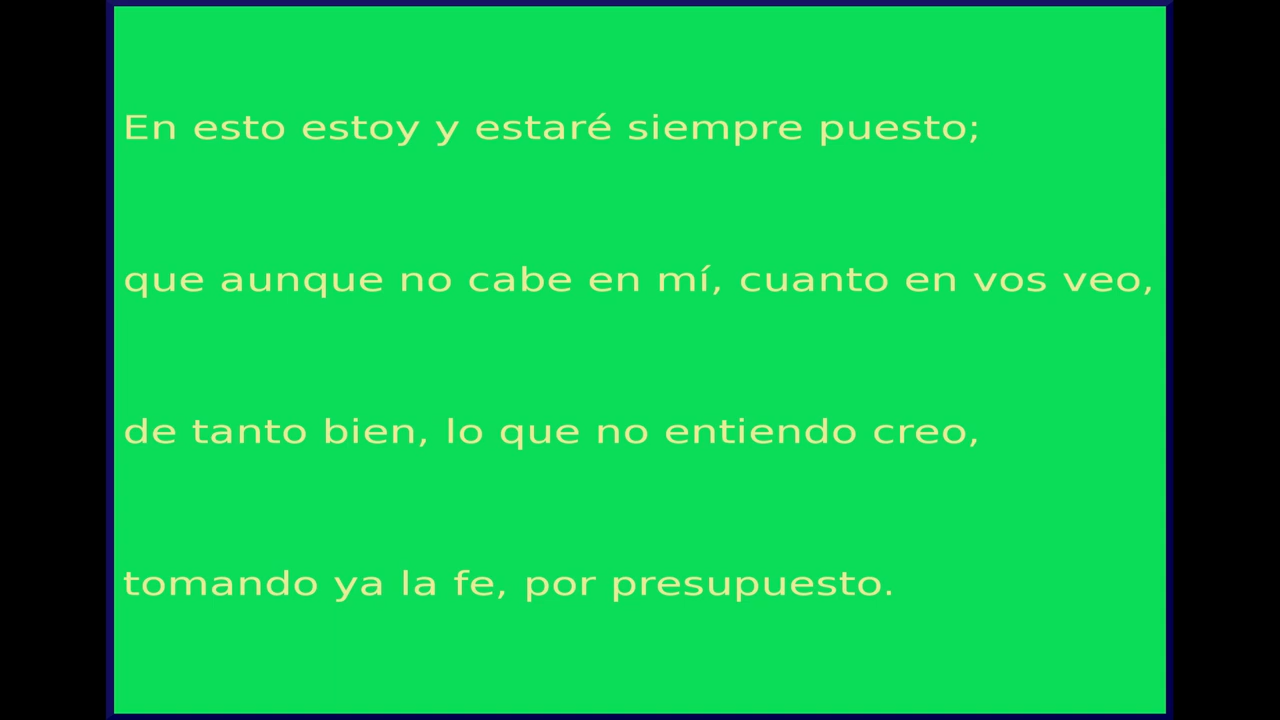 En esto estoy y estaré siempre puesto;
que aunque no cabe en mí, cuanto en vos veo,
de tanto bien, lo que no entiendo creo,
tomando ya la fe, por presupuesto.